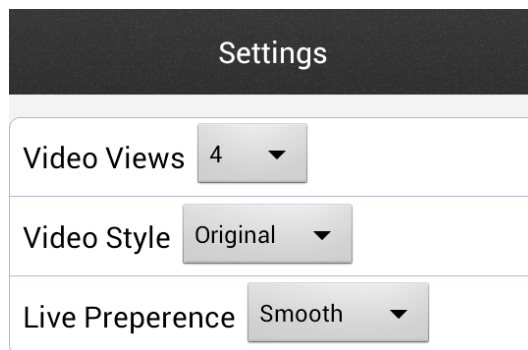 Settings
Video Views 4
Video Style Original
Live Preperence Smooth